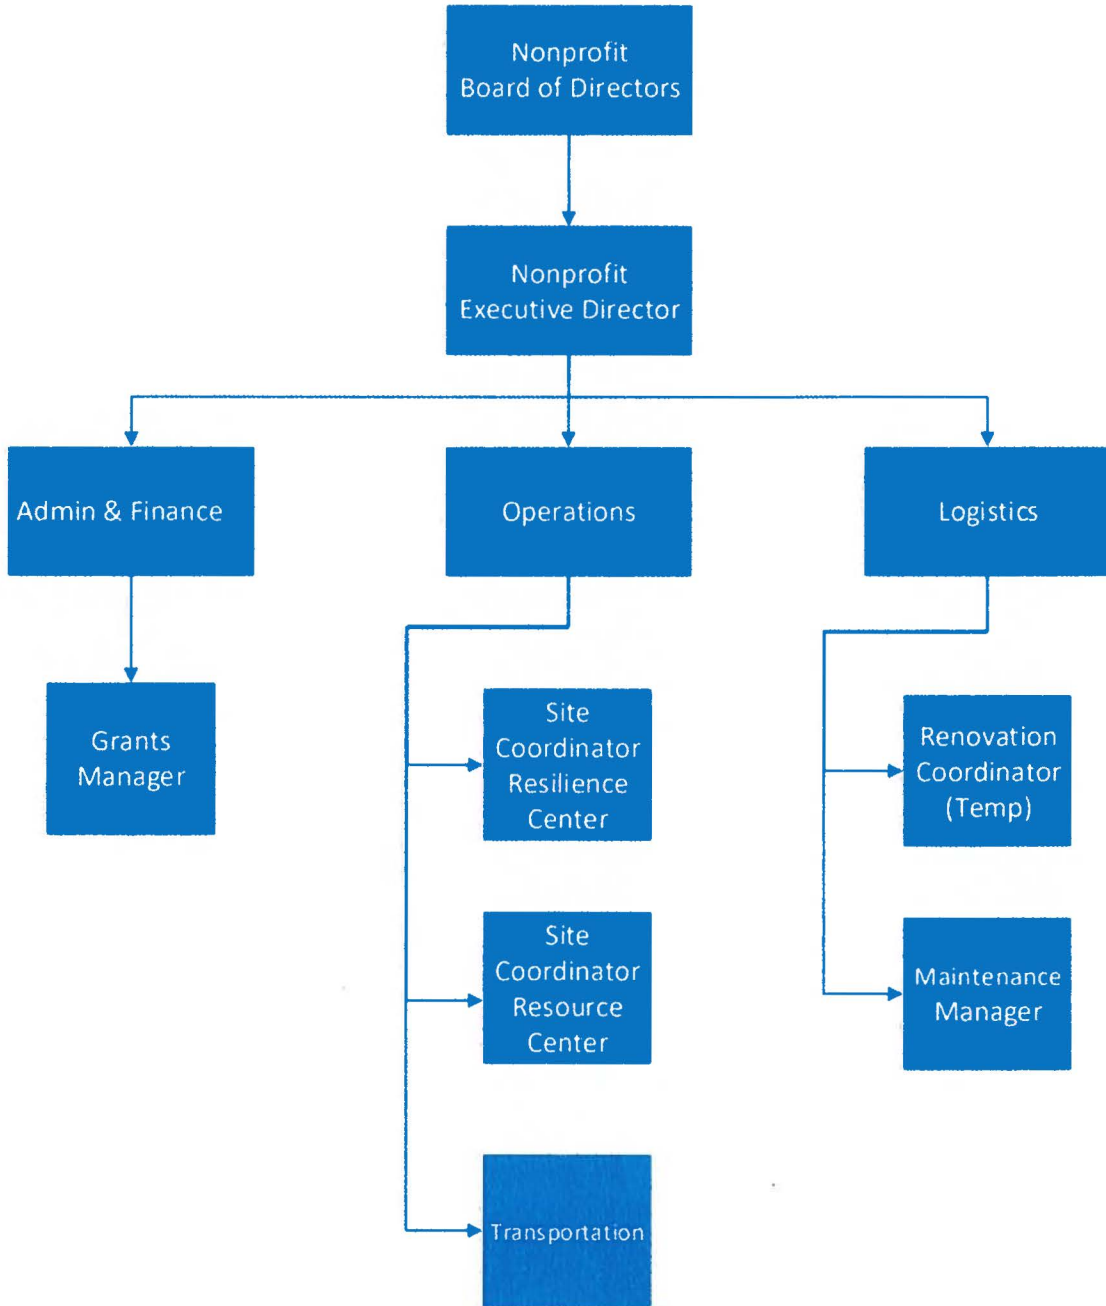 Nonprofit
Board of Directors
Nonprofit
Executive Director
Admin & Finance
Operations
Logistics
Grants
Manager
Site
Coordinator
Resilience
Center
Renovation
Coordinator
(Temp)
Site
Coordinator
Resource
Center
Maintenance
Manager
Transportation